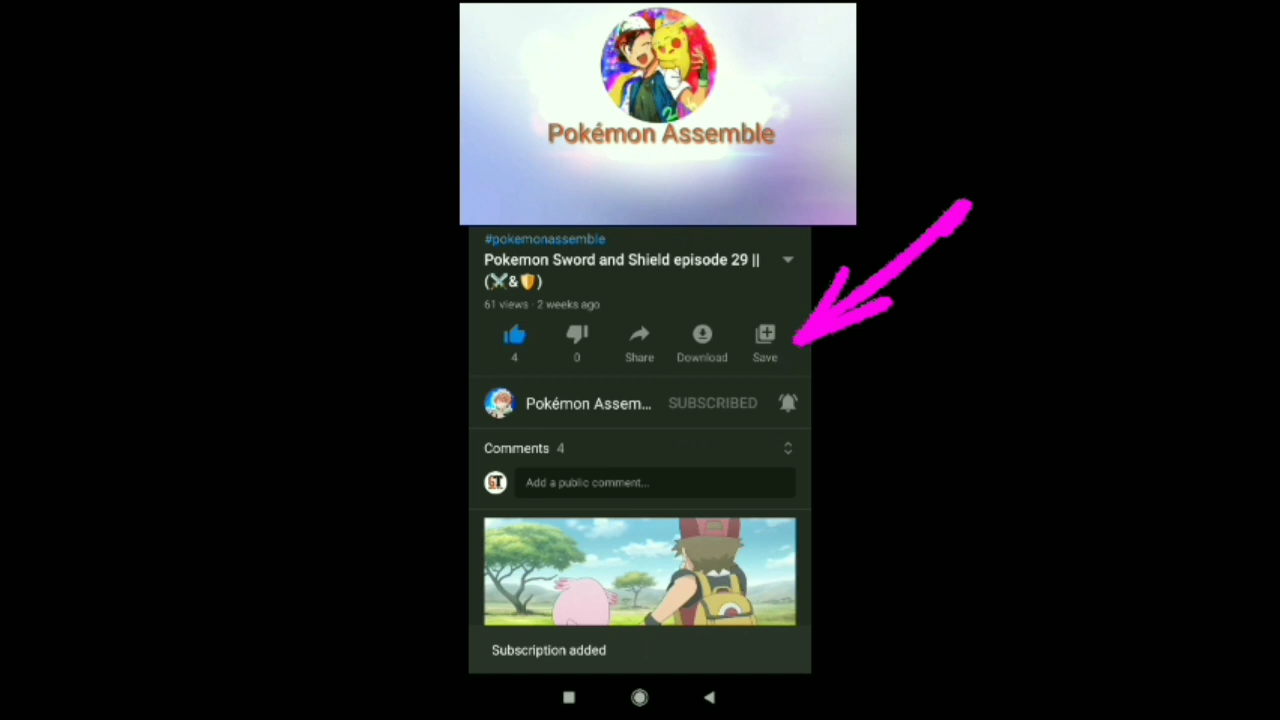 Pokémon Assemble
#pokemonassemble
Pokemon Sword and Shield episode 29 ||
(⚔️&🛡️)
61 views · 2 weeks ago
4 0 Share Download Save
Pokémon Assem... SUBSCRIBED
Comments 4
GT
Add a public comment...
Subscription added